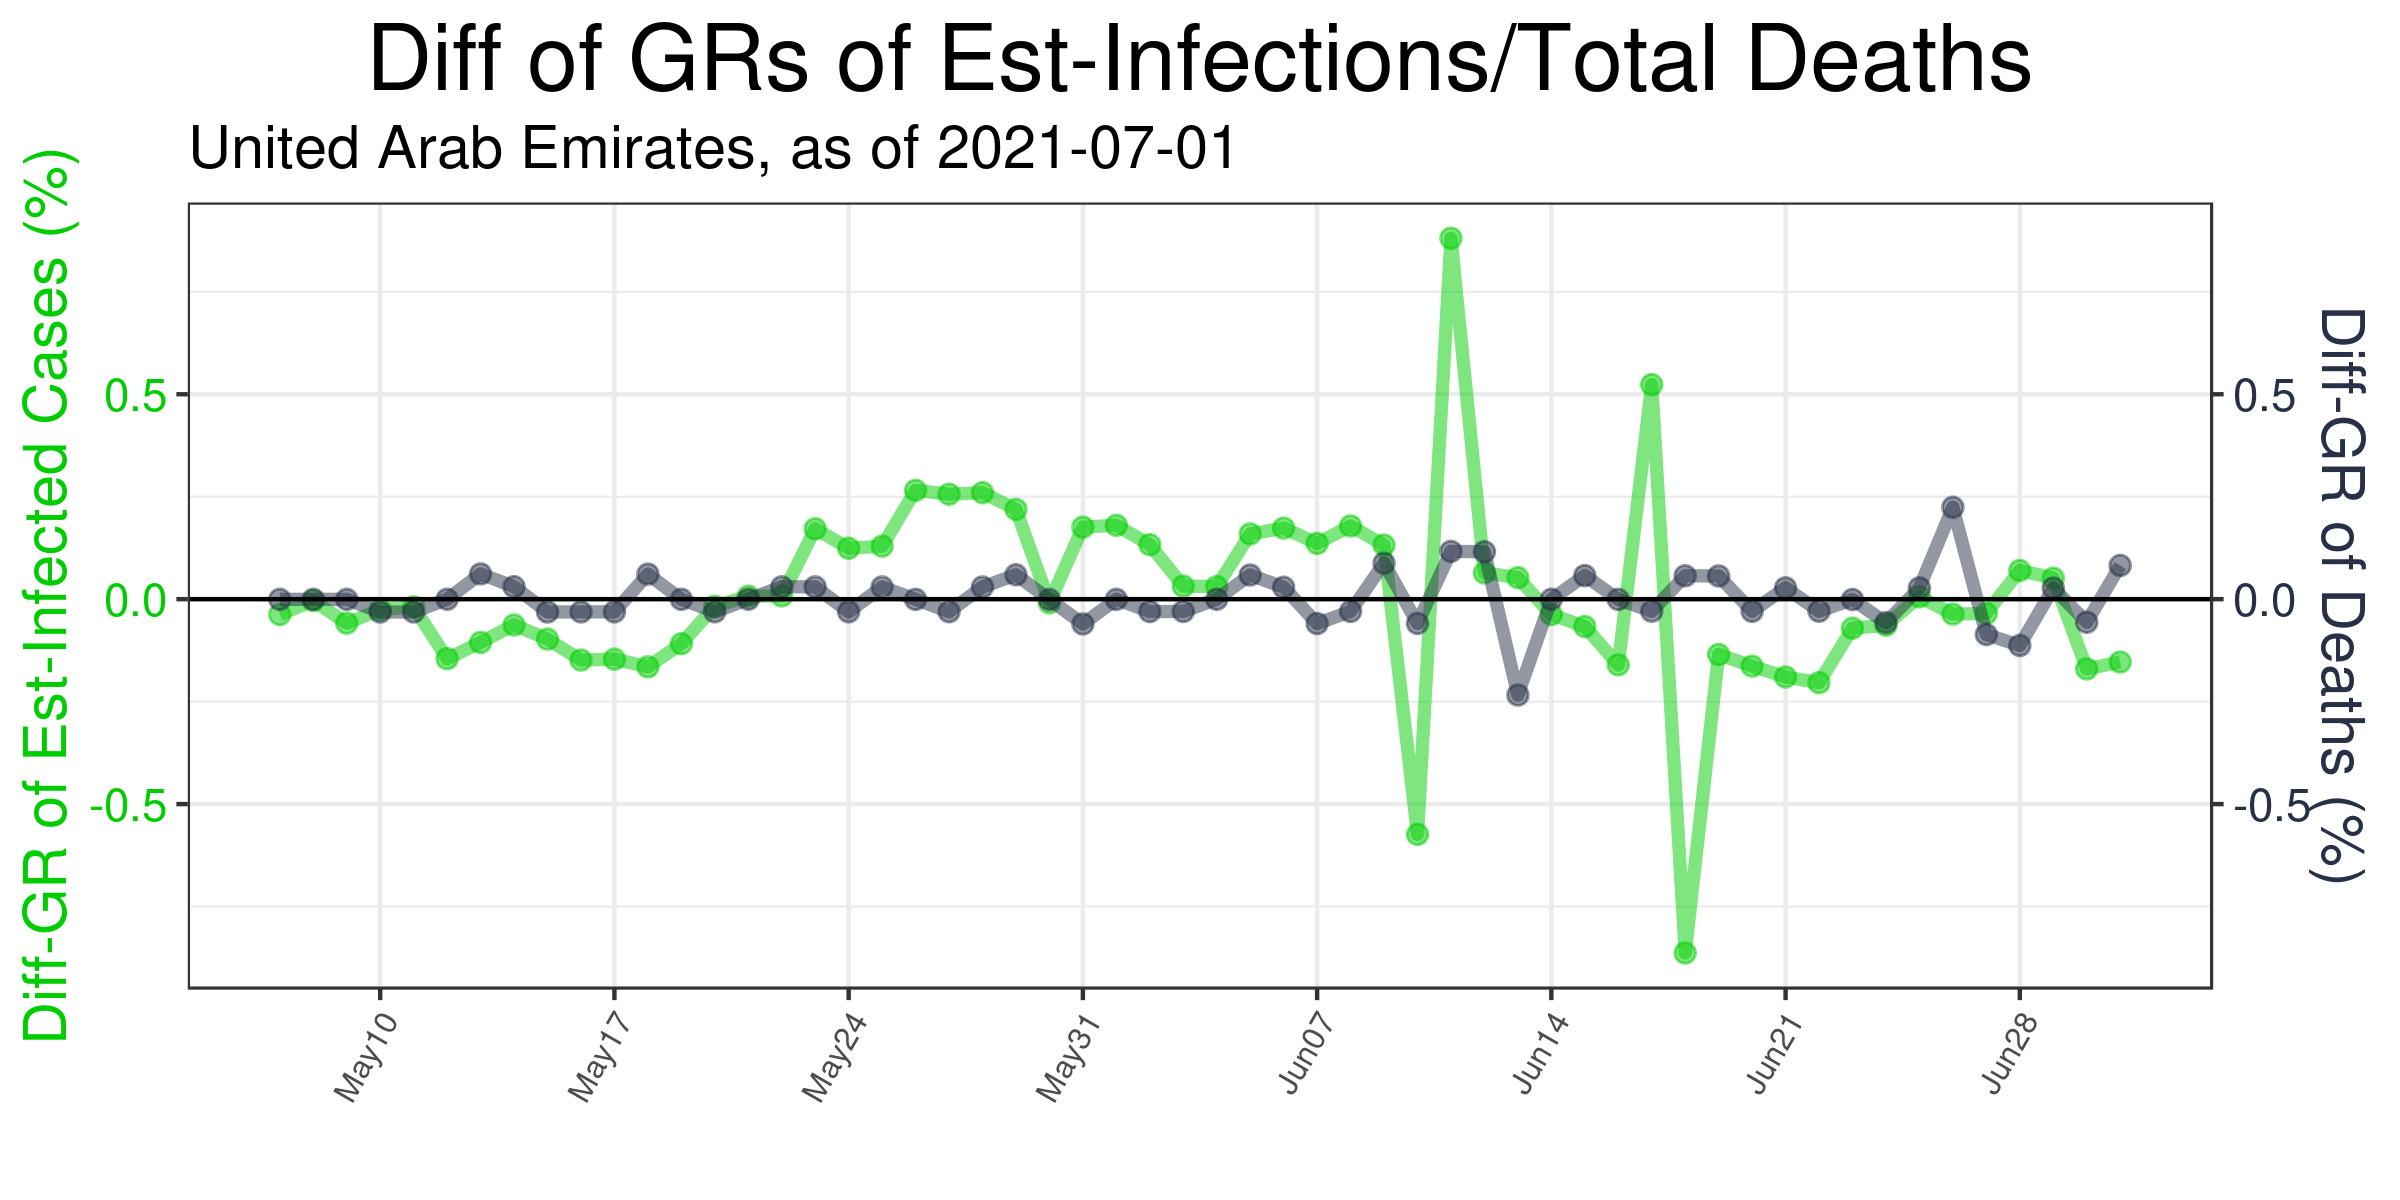 Diff of GRs of Est-Infections/Total Deaths
United Arab Emirates, as of 2021-07-01
Diff-GR of Est-Infected Cases (%)
0.5
0.0
-0.5
0.5
0.0
-0.5
Diff-GR of Deaths (%)
May10
May17
May24
May31
Jun07
Jun14
Jun21
Jun28